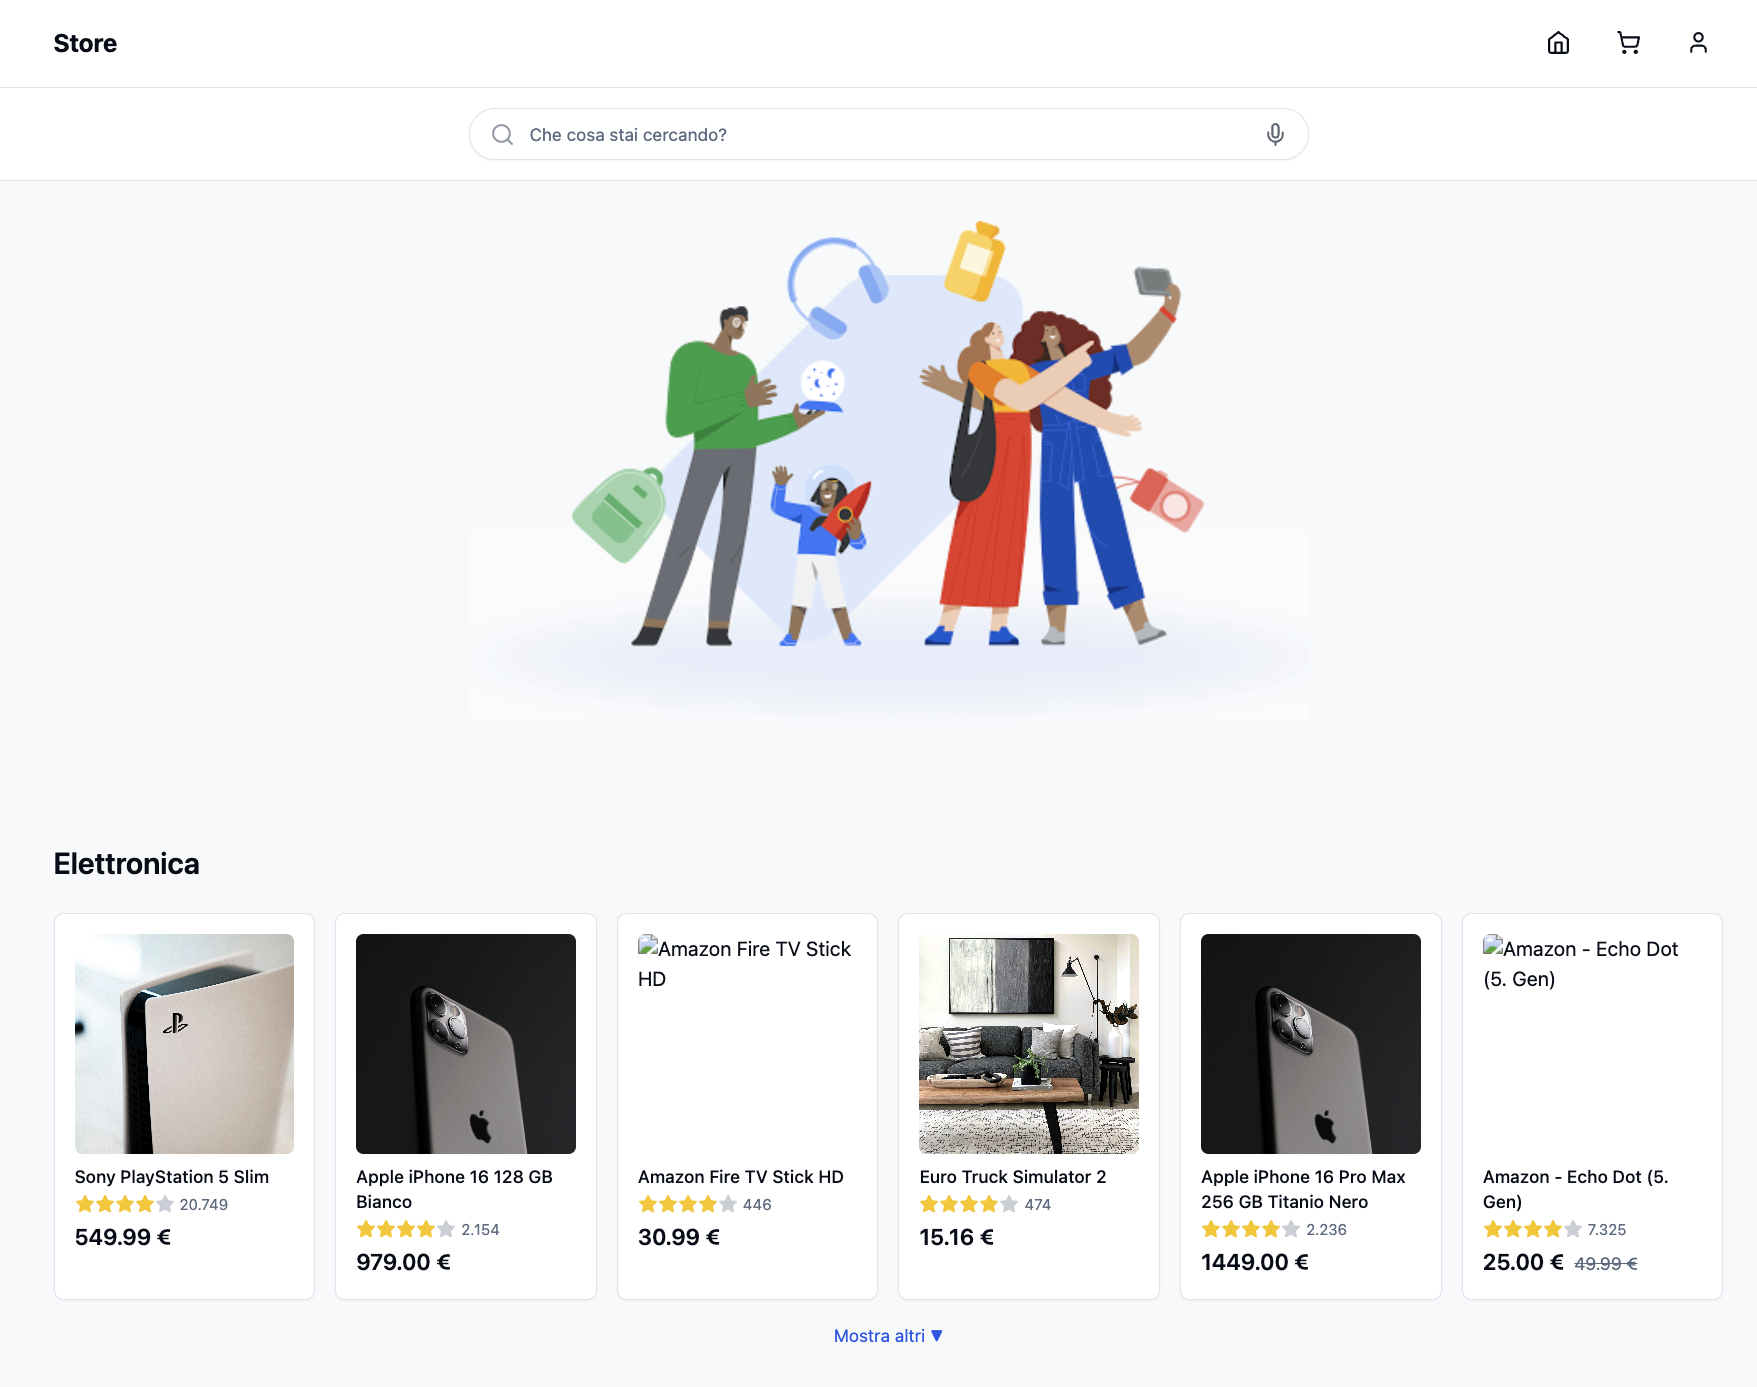 Store
Che cosa stai cercando?
Elettronica
Amazon Fire TV Stick
HD
Amazon - Echo Dot
(5. Gen)
Sony PlayStation 5 Slim
20.749
549.99 €
Apple iPhone 16 128 GB
Bianco
2.154
979.00 €
Amazon Fire TV Stick HD
446
30.99 €
Euro Truck Simulator 2
474
15.16 €
Apple iPhone 16 Pro Max
256 GB Titanio Nero
2.236
1449.00 €
Amazon - Echo Dot (5.
Gen)
7.325
25.00 € 49.99 €
Mostra altri ▼